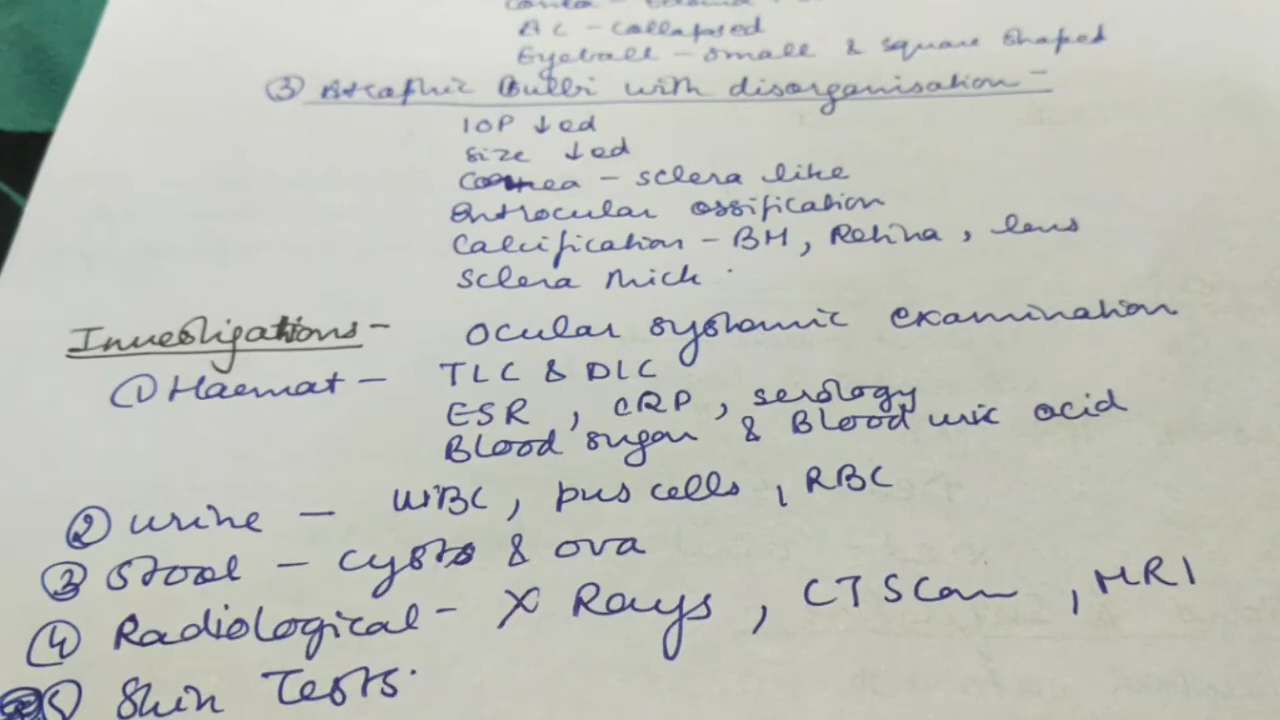 Cornea - Edema
AC - Collapsed
Eyeball - small & square shaped
③ Atrophic Bulbi with disorganisation -
IOP ↓ed
Size ↓ed
Cornea - sclera like
Intraocular ossification
Calcification - BM, Retina, lens
Sclera thick.
Investigations - Ocular systemic examination
① Haemat - TLC & DLC
ESR, CRP, serology
Blood sugar & Blood uric acid
② Urine - WBC, pus cells, RBC
③ Stool - Cysts & ova
④ Radiological - X Rays, CT Scan, MRI
⑤ Skin Tests.